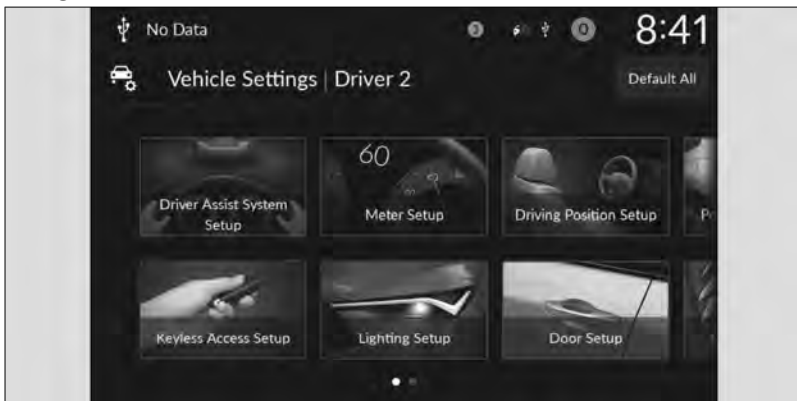 No Data
8:41
Vehicle Settings | Driver 2
Default All
60
Driver Assist System
Setup
Meter Setup
Driving Position Setup
Keyless Access Setup
Lighting Setup
Door Setup